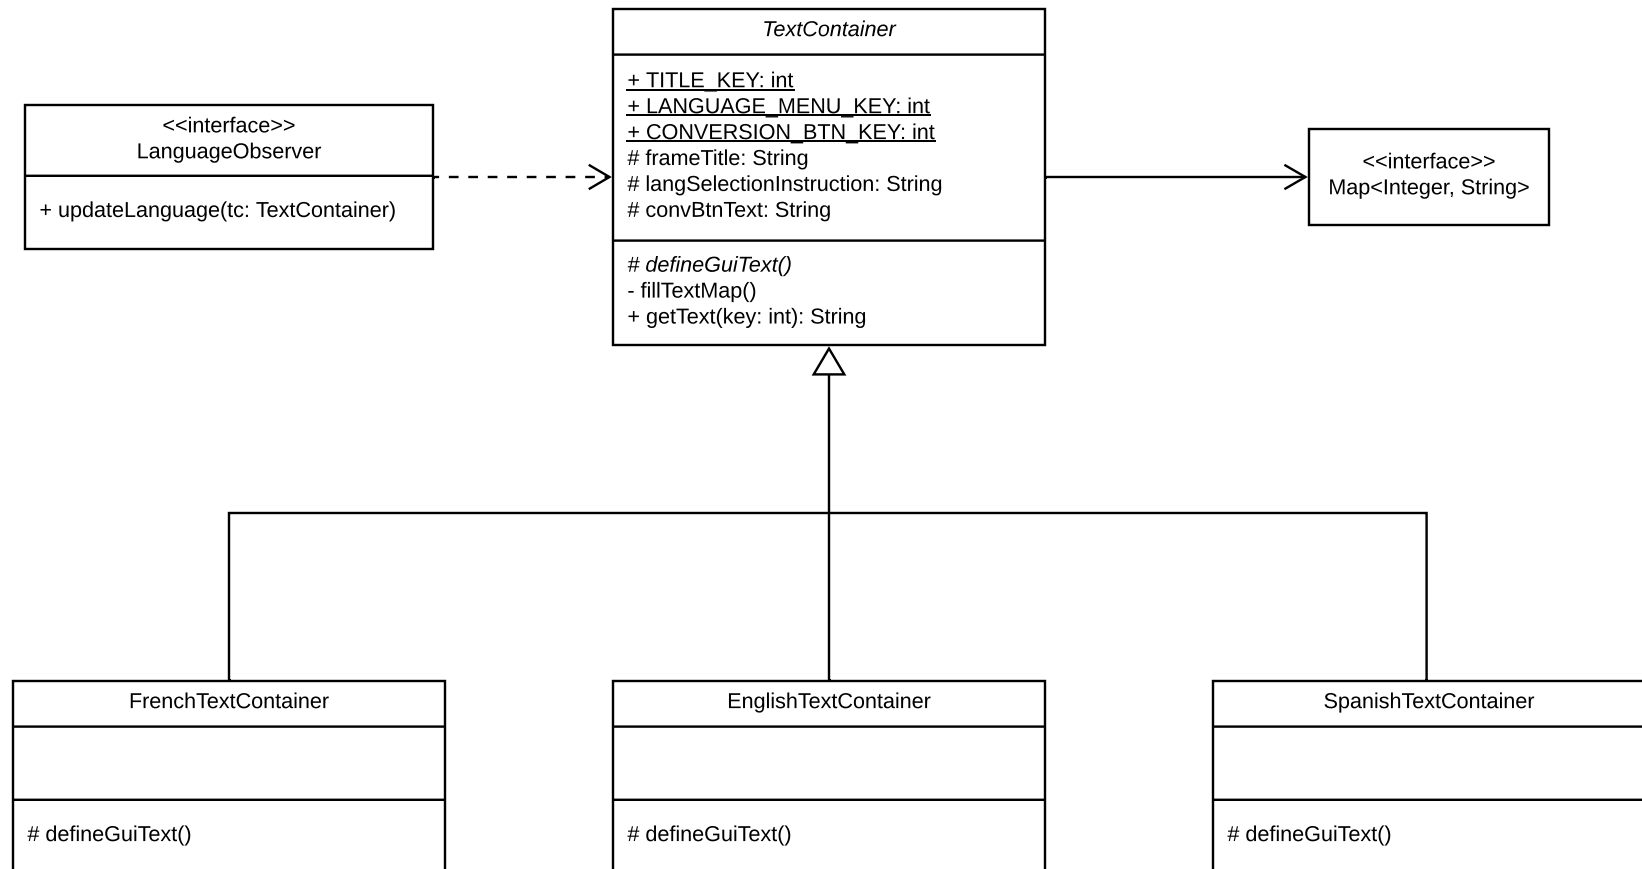 TextContainer
+ TITLE_KEY: int
+ LANGUAGE_MENU_KEY: int
+ CONVERSION_BTN_KEY: int
# frameTitle: String
# langSelectionInstruction: String
# convBtnText: String
# defineGuiText()
- fillTextMap()
+ getText(key: int): String
<<interface>>
LanguageObserver
+ updateLanguage(tc: TextContainer)
<<interface>>
Map<Integer, String>
FrenchTextContainer
# defineGuiText()
EnglishTextContainer
# defineGuiText()
SpanishTextContainer
# defineGuiText()